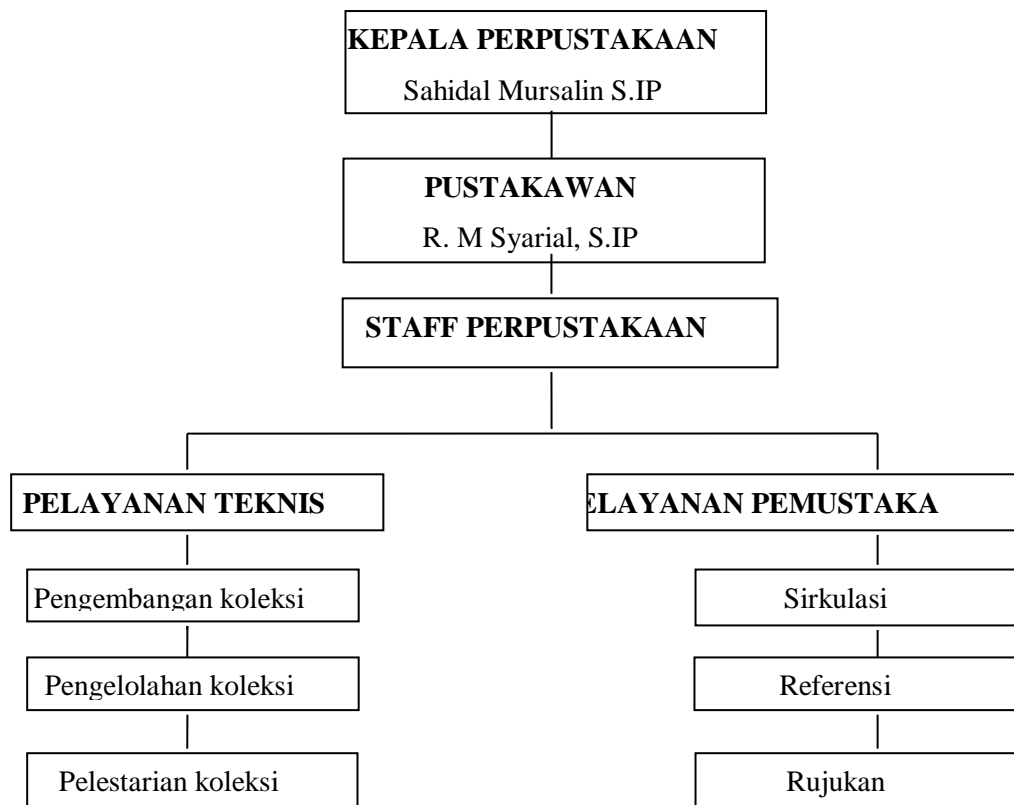 KEPALA PERPUSTAKAAN
Sahidal Mursalin S.IP
PUSTAKAWAN
R. M Syarial, S.IP
STAFF PERPUSTAKAAN
PELAYANAN TEKNIS
ELAYANAN PEMUSTAKA
Pengembangan koleksi
Sirkulasi
Pengelolahan koleksi
Referensi
Pelestarian koleksi
Rujukan